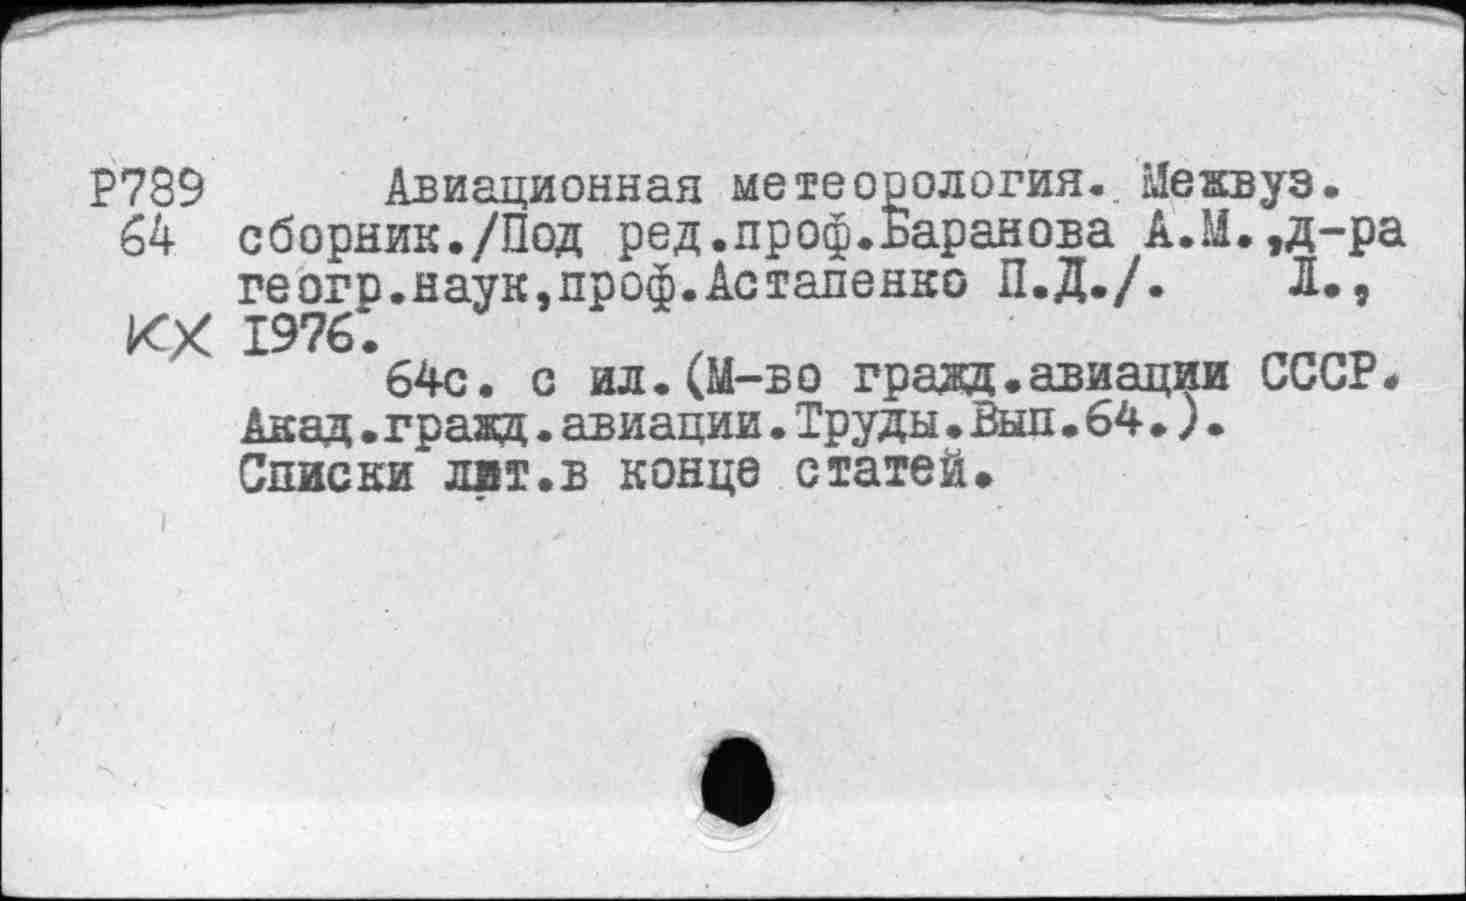 Р789 Авиационная метеорология. Межвуз.
64 сборник./Под ред.проф.Баранова А.М.,д-ра
геогр.наук,проф.Астапенко П.Д./. Л.,
КХ 1976.
64с. с ил.(М-во гражд.авиации СССР.
Акад.гражд.авиации.Труды.Вып.64.).
Списки лит.в конце статей.